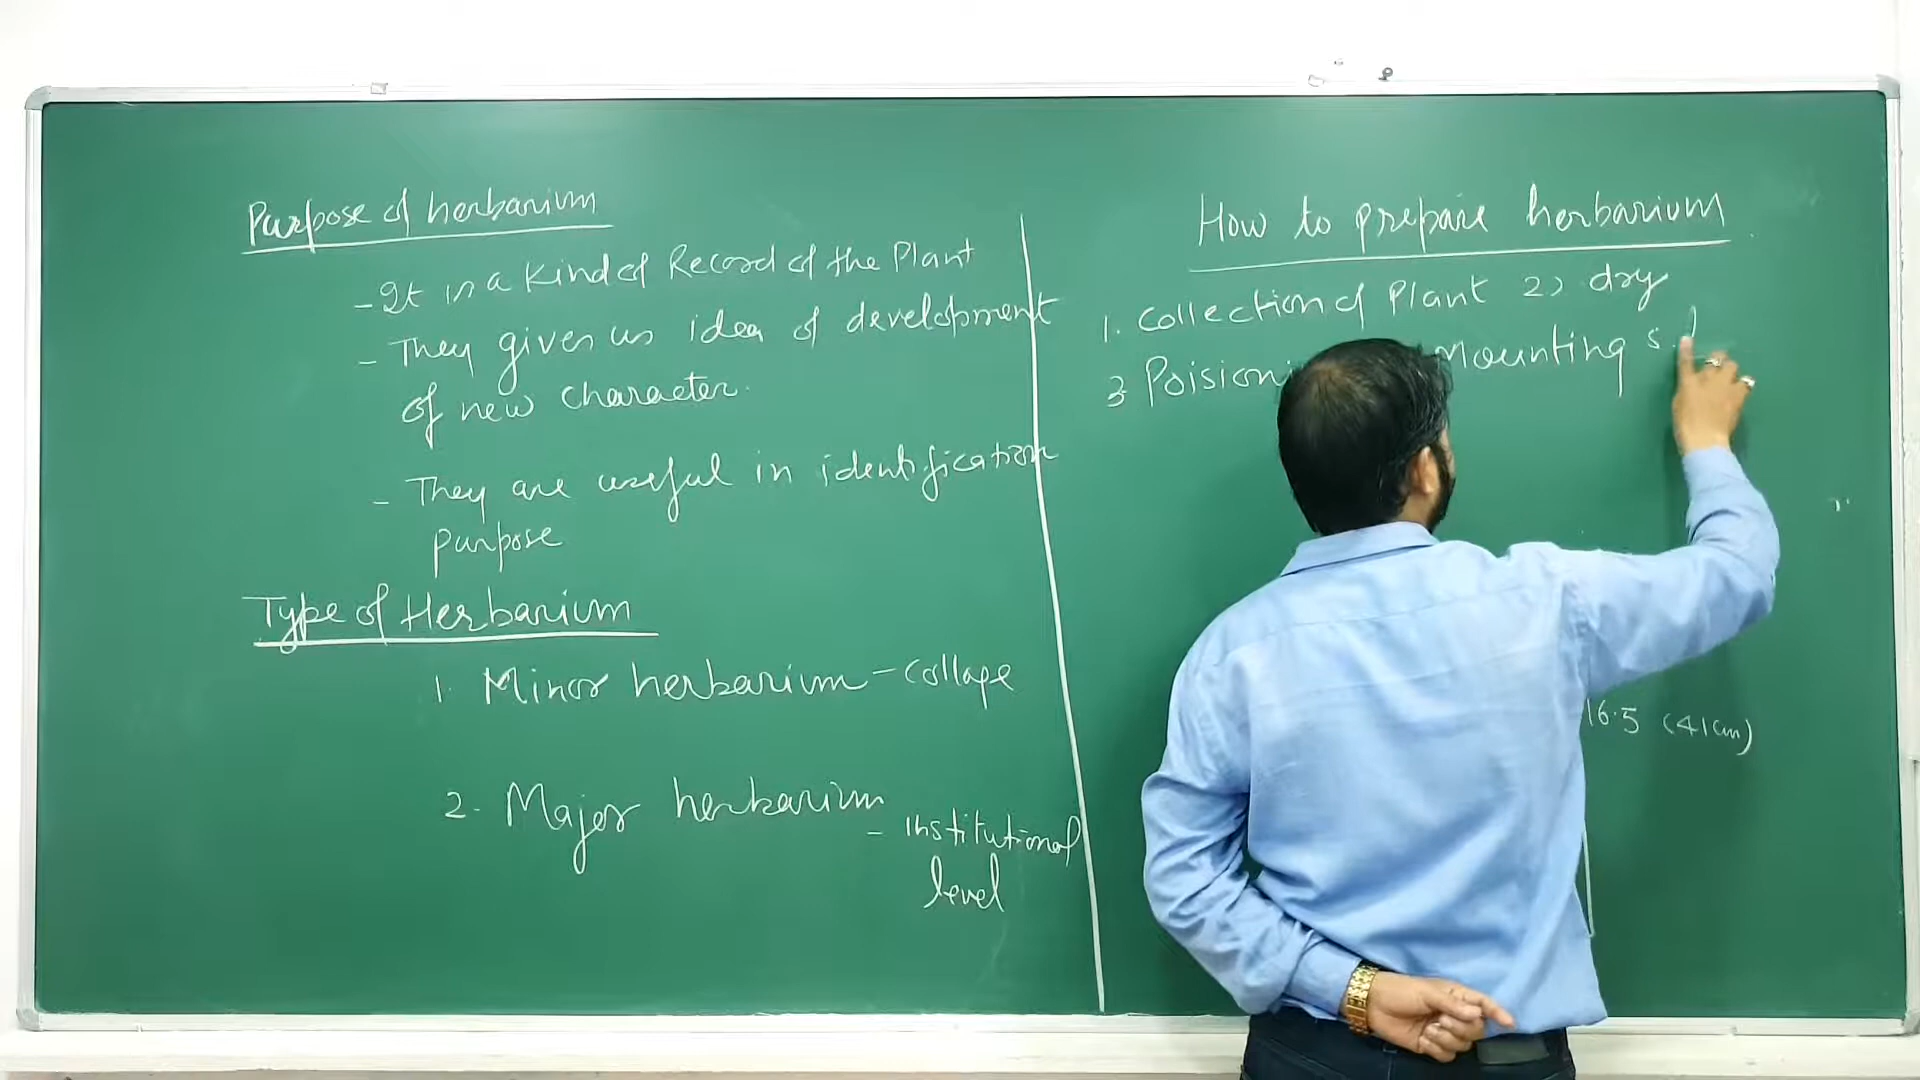 Purpose of herbarium
- It is a Kind of Record of the Plant
- They gives us idea of development
of new character.
- They are useful in identification
purpose
Type of Herbarium
1. Minor herbarium - collage
2. Major herbarium
- institutional
level
How to prepare herbarium
1. Collection of Plant 2) dry
3. Mounting 5.
16.5 (41cm)